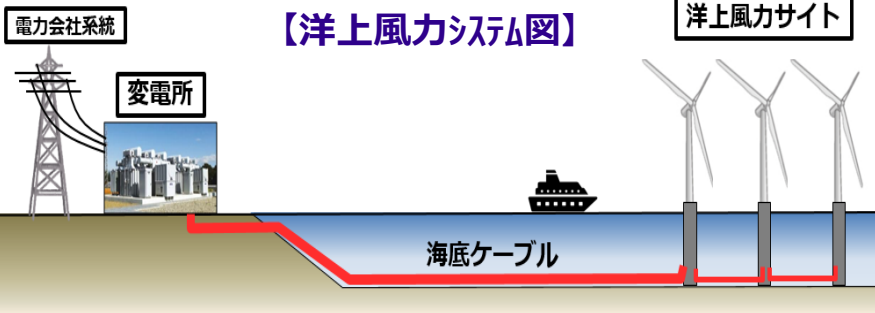 【洋上風力ｼｽﾃﾑ図】
洋上風力サイト
電力会社系統
変電所
海底ケーブル